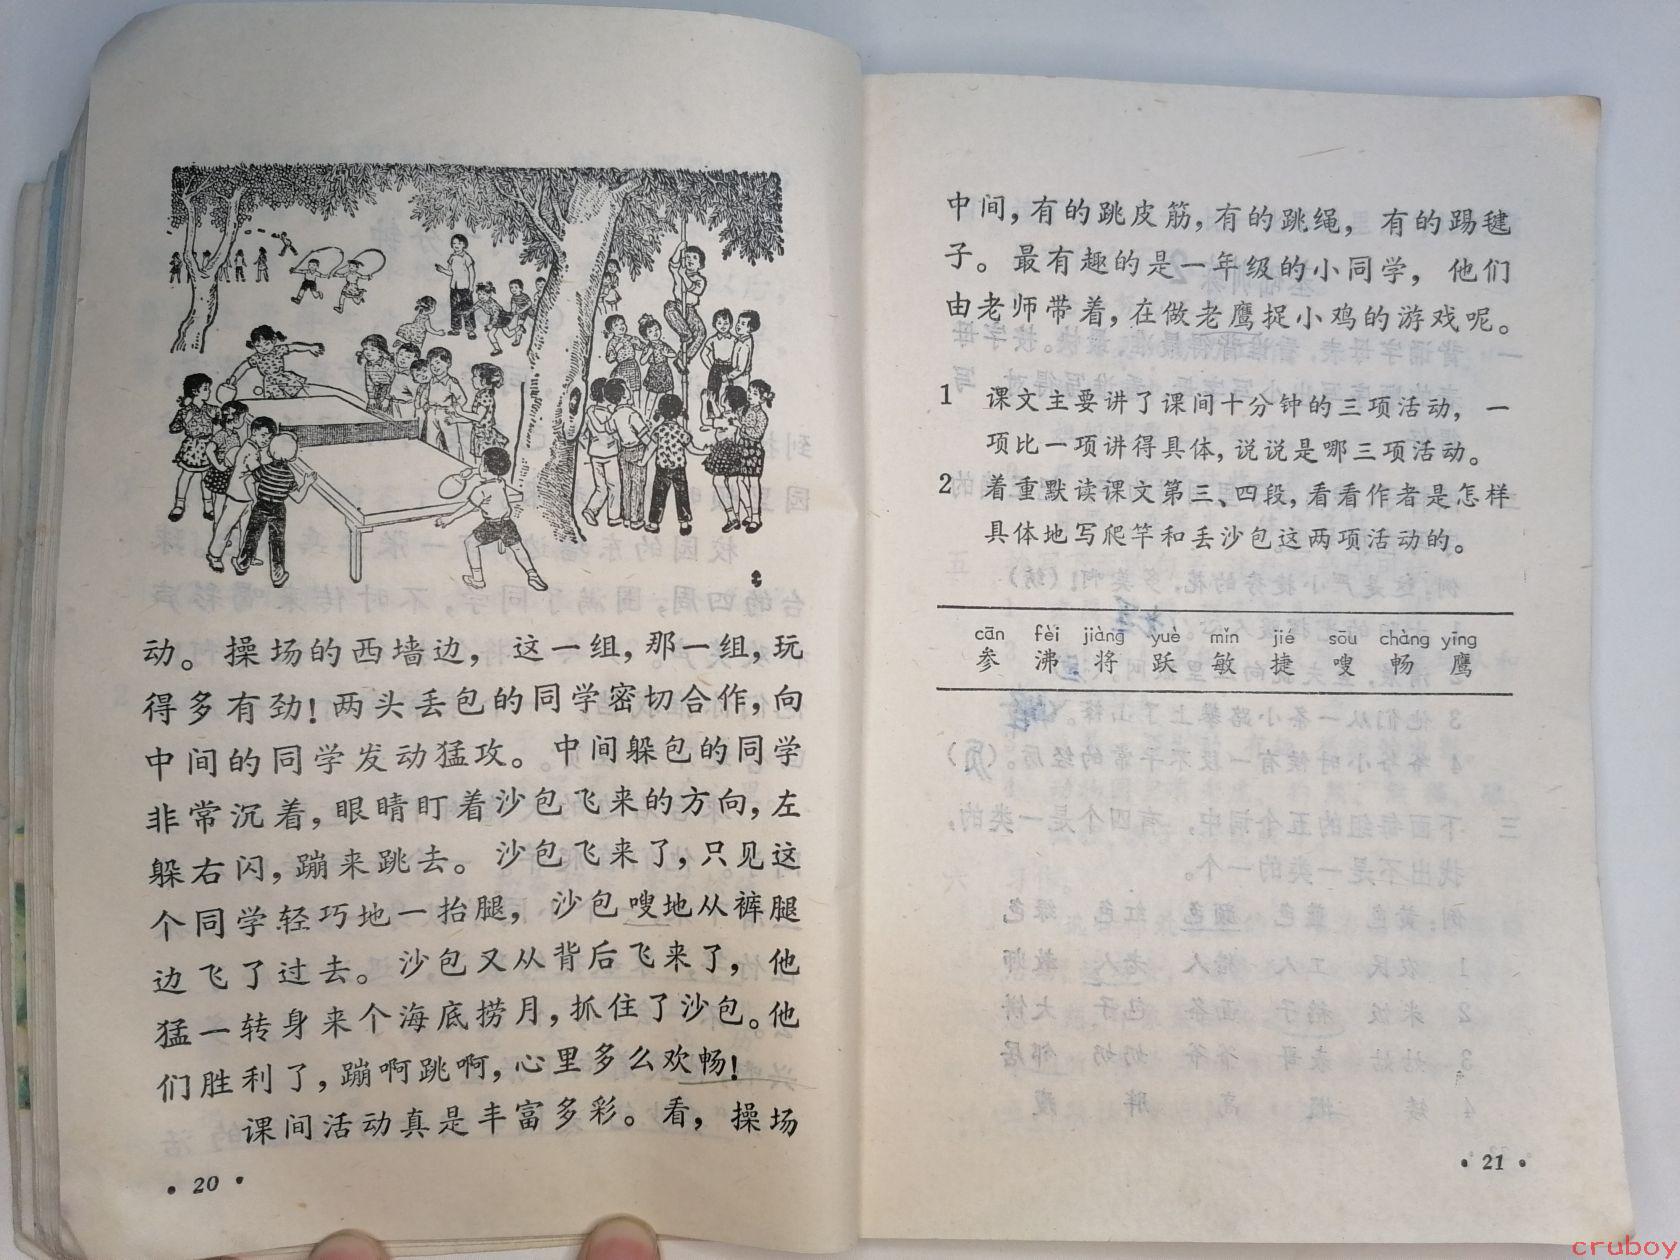 动。操场的西墙边，这一组，那一组，玩
得多有劲！两头丢包的同学密切合作，向
中间的同学发动猛攻。中间躲包的同学
非常沉着，眼睛盯着沙包飞来的方向，左
躲右闪，蹦来跳去。沙包飞来了，只见这
个同学轻巧地一抬腿，沙包嗖地从裤腿
边飞了过去。沙包又从背后飞来了，他
猛一转身来个海底捞月，抓住了沙包。他
们胜利了，蹦啊跳啊，心里多么欢畅！
课间活动真是丰富多彩。看，操场
·20·
中间，有的跳皮筋，有的跳绳，有的踢毽
子。最有趣的是一年级的小同学，他们
由老师带着，在做老鹰捉小鸡的游戏呢。
1 课文主要讲了课间十分钟的三项活动，一
项比一项讲得具体，说说是哪三项活动。
2 着重默读课文第三、四段，看看作者是怎样
具体地写爬竿和丢沙包这两项活动的。
cān fèi jiàng yuè mǐn jié sōu chàng yīng
参 沸 将 跃 敏 捷 嗖 畅 鹰
·21·
cruboy